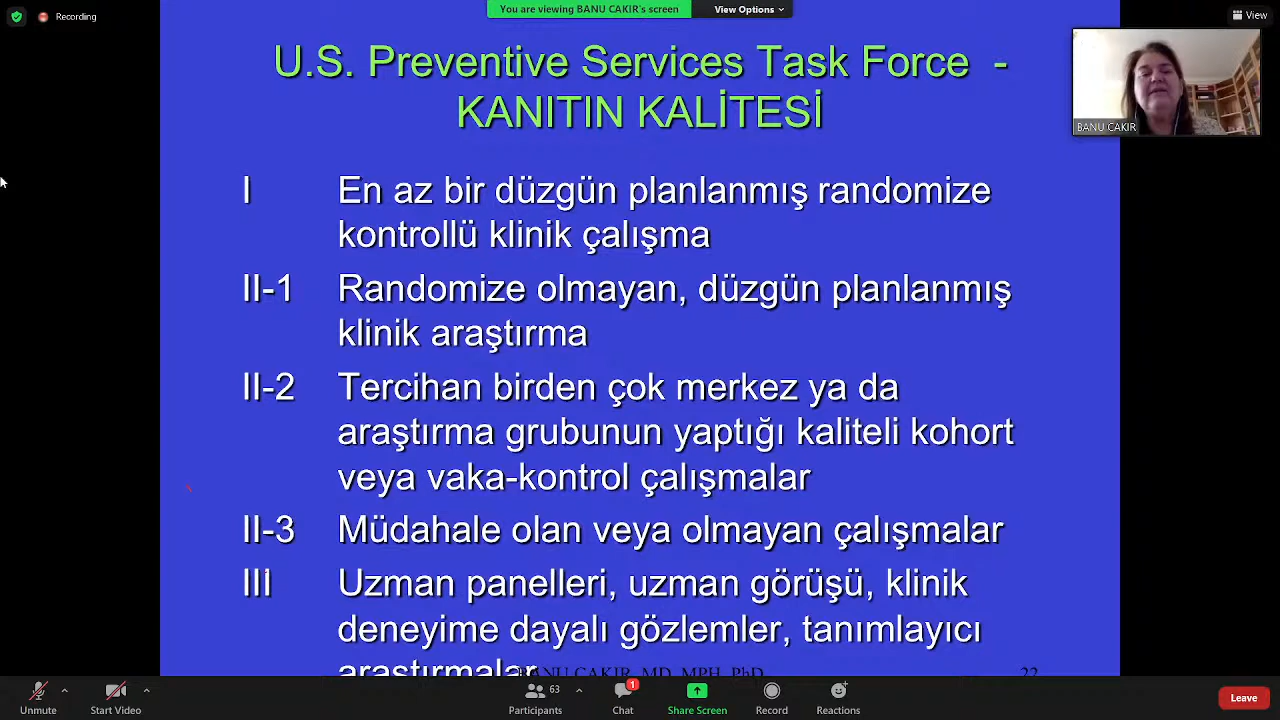 Recording
You are viewing BANU CAKIR's screen
View Options
View
U.S. Preventive Services Task Force -
KANITIN KALİTESİ
BANU CAKIR
I En az bir düzgün planlanmış randomize
kontrollü klinik çalışma
II-1 Randomize olmayan, düzgün planlanmış
klinik araştırma
II-2 Tercihan birden çok merkez ya da
araştırma grubunun yaptığı kaliteli kohort
veya vaka-kontrol çalışmalar
II-3 Müdahale olan veya olmayan çalışmalar
III Uzman panelleri, uzman görüşü, klinik
deneyime dayalı gözlemler, tanımlayıcı
araştırmalar
BANU CAKIR, MD, MPH, PhD 22
Unmute
Start Video
Participants 63
Chat 1
Share Screen
Record
Reactions
Leave